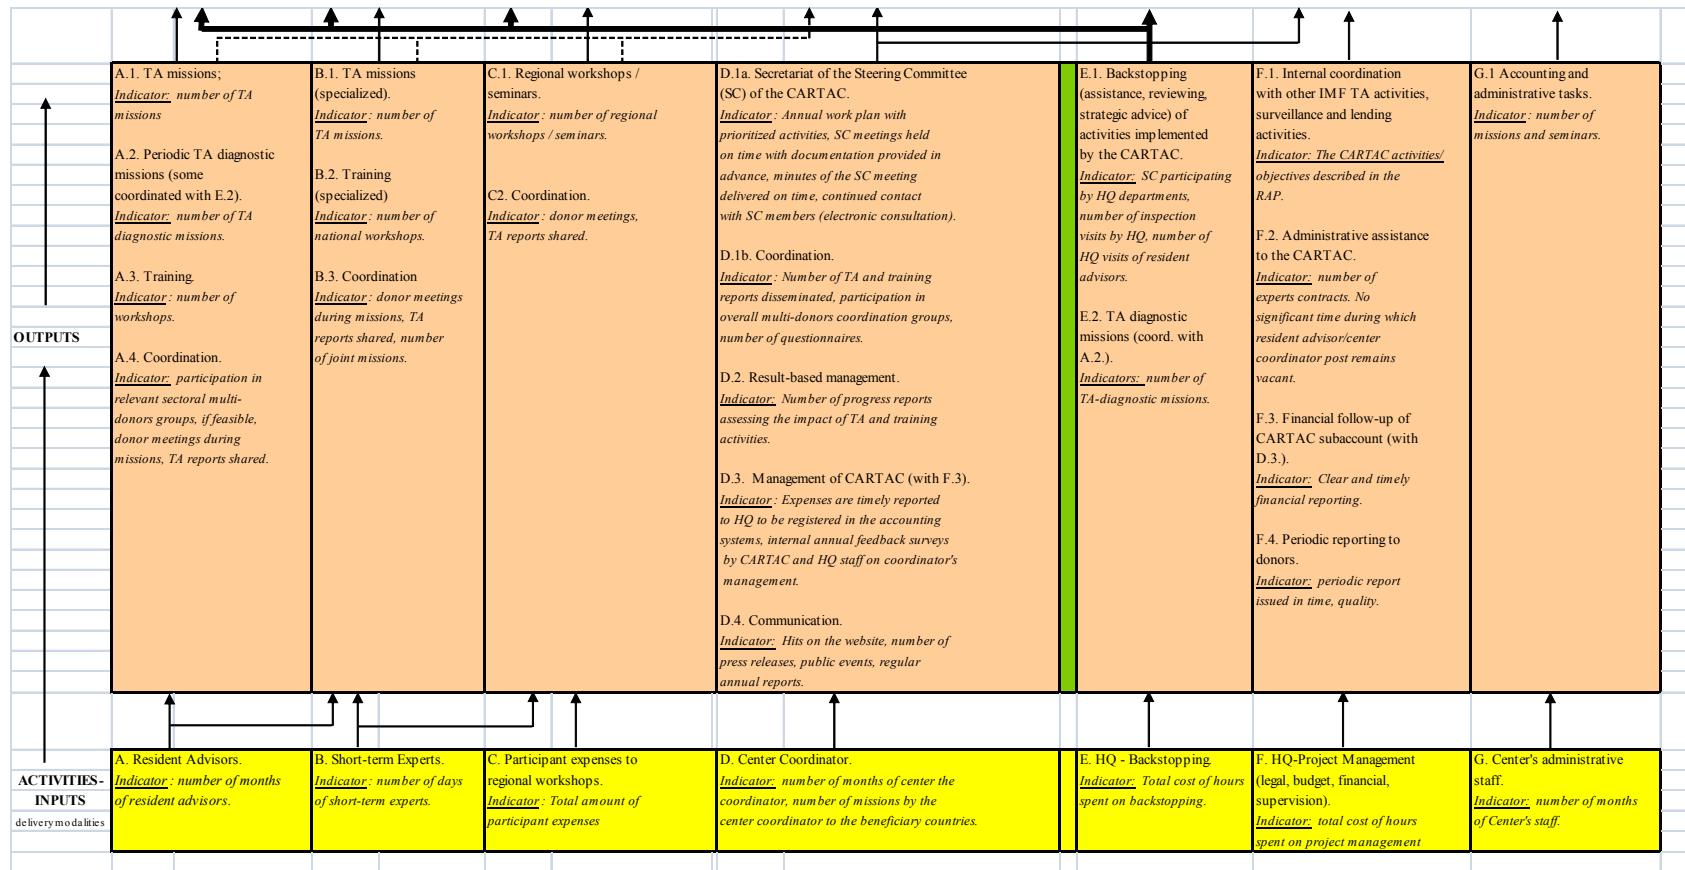 A.1. TA missions;
Indicator: number of TA
missions
A.2. Periodic TA diagnostic
missions (some
coordinated with E.2).
Indicator: number of TA
diagnostic missions.
A.3. Training.
Indicator: number of
workshops.
A.4. Coordination.
Indicator: participation in
relevant sectoral multi-
donors groups, if feasible,
donor meetings during
missions, TA reports shared.
B.1. TA missions
(specialized).
Indicator: number of
TA missions.
B.2. Training
(specialized)
Indicator: number of
national workshops.
B.3. Coordination
Indicator: donor meetings
during missions, TA
reports shared, number
of joint missions.
C.1. Regional workshops /
seminars.
Indicator: number of regional
workshops / seminars.
C2. Coordination.
Indicator: donor meetings,
TA reports shared.
D.1a. Secretariat of the Steering Committee
(SC) of the CARTAC.
Indicator: Annual work plan with
prioritized activities, SC meetings held
on time with documentation provided in
advance, minutes of the SC meeting
delivered on time, continued contact
with SC members (electronic consultation).
D.1b. Coordination.
Indicator: Number of TA and training
reports disseminated, participation in
overall multi-donors coordination groups,
number of questionnaires.
D.2. Result-based management.
Indicator: Number of progress reports
assessing the impact of TA and training
activities.
D.3. Management of CARTAC (with F.3).
Indicator: Expenses are timely reported
to HQ to be registered in the accounting
systems, internal annual feedback surveys
by CARTAC and HQ staff on coordinator's
management.
D.4. Communication.
Indicator: Hits on the website, number of
press releases, public events, regular
annual reports.
E.1. Backstopping
(assistance, reviewing,
strategic advice) of
activities implemented
by the CARTAC.
Indicator: SC participating
by HQ departments,
number of inspection
visits by HQ, number of
HQ visits of resident
advisors.
E.2. TA diagnostic
missions (coord. with
A.2.).
Indicators: number of
TA-diagnostic missions.
F.1. Internal coordination
with other IMF TA activities,
surveillance and lending
activities.
Indicator: The CARTAC activities/
objectives described in the
RAP.
F.2. Administrative assistance
to the CARTAC.
Indicator: number of
experts contracts. No
significant time during which
resident advisor/center
coordinator post remains
vacant.
F.3. Financial follow-up of
CARTAC subaccount (with
D.3.).
Indicator: Clear and timely
financial reporting.
F.4. Periodic reporting to
donors.
Indicator: periodic report
issued in time, quality.
G.1 Accounting and
administrative tasks.
Indicator: number of
missions and seminars.
OUTPUTS
ACTIVITIES-
INPUTS
delivery modalities
A. Resident Advisors.
Indicator: number of months
of resident advisors.
B. Short-term Experts.
Indicator: number of days
of short-term experts.
C. Participant expenses to
regional workshops.
Indicator: Total amount of
participant expenses
D. Center Coordinator.
Indicator: number of months of center the
coordinator, number of missions by the
center coordinator to the beneficiary countries.
E. HQ - Backstopping.
Indicator: Total cost of hours
spent on backstopping.
F. HQ-Project Management
(legal, budget, financial,
supervision).
Indicator: total cost of hours
spent on project management
G. Center's administrative
staff.
Indicator: number of months
of Center's staff.